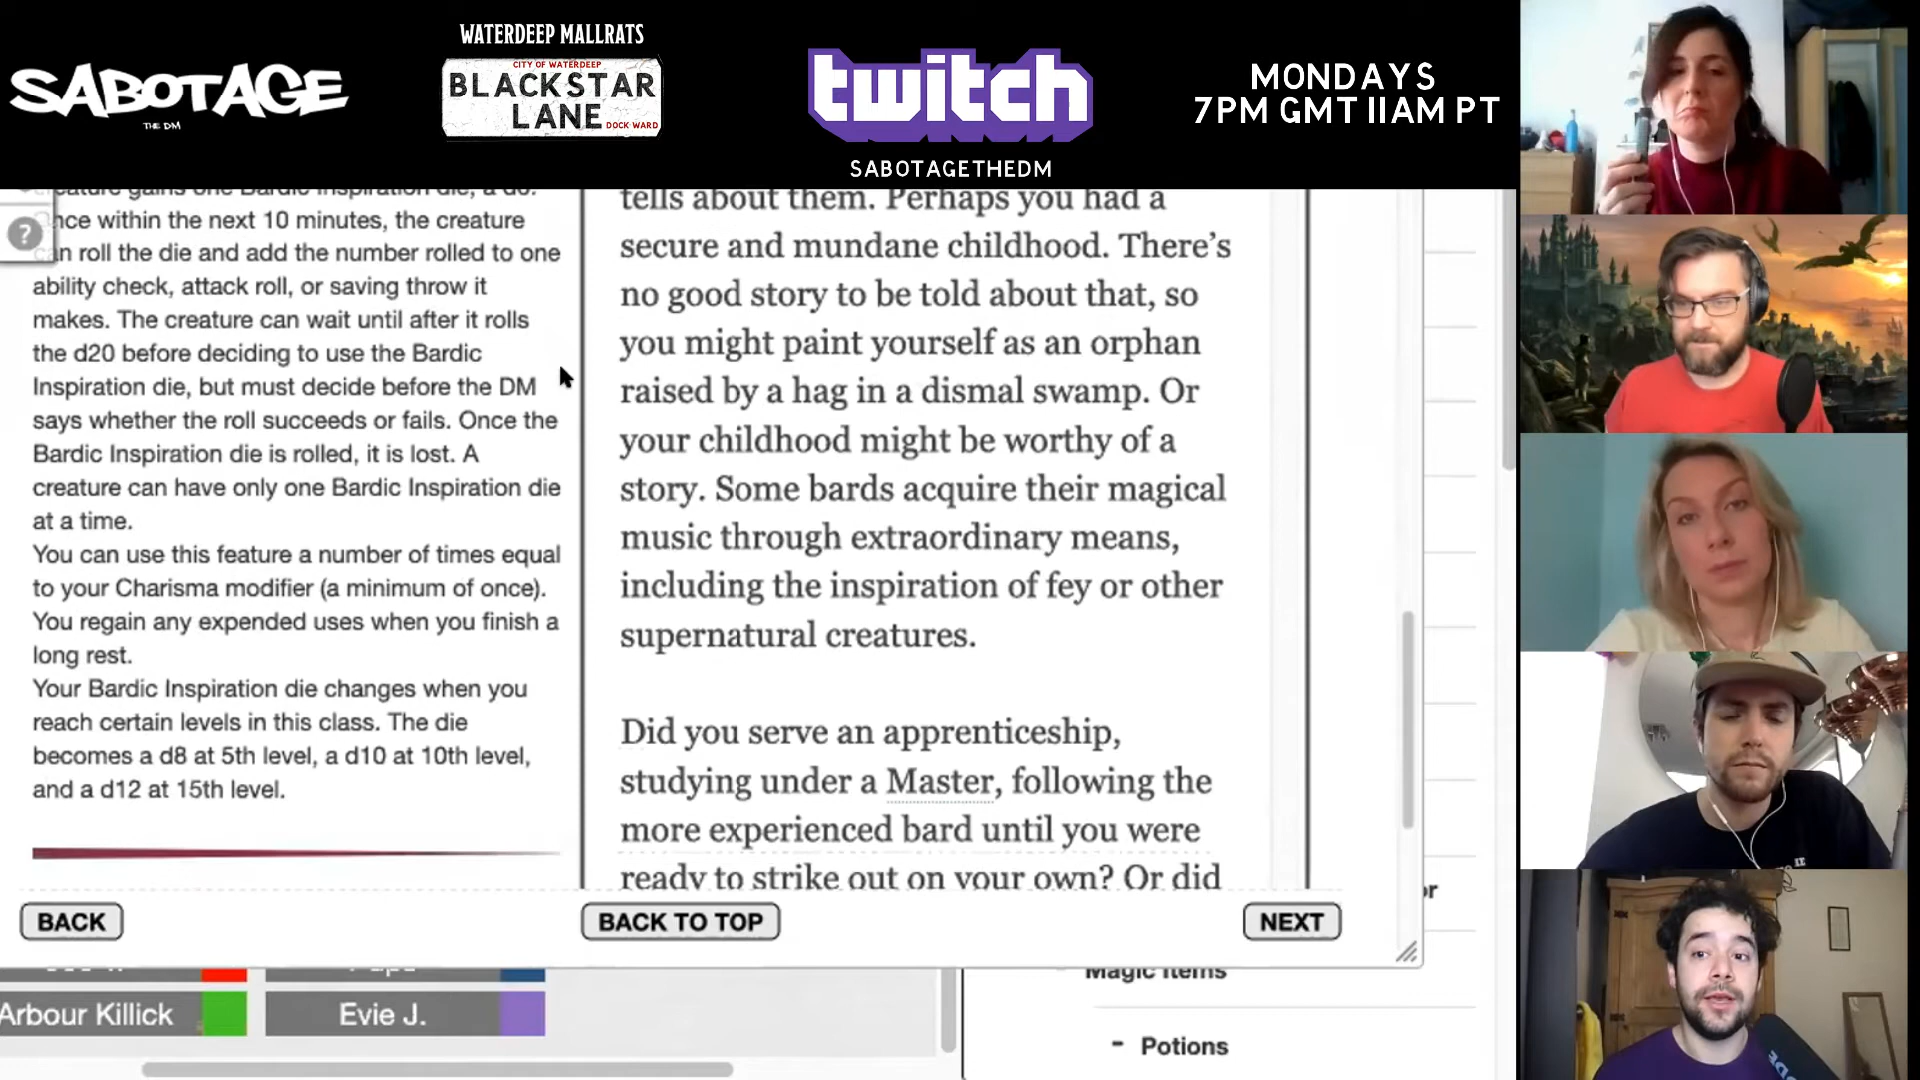 SABOTAGE
THE DM
WATERDEEP MALLRATS
CITY OF WATERDEEP
BLACKSTAR
LANE
DOCK WARD
twitch
SABOTAGETHEDM
MONDAYS
7PM GMT 11AM PT
creature gains one Bardic Inspiration die, a d6.
?
Once within the next 10 minutes, the creature
can roll the die and add the number rolled to one
ability check, attack roll, or saving throw it
makes. The creature can wait until after it rolls
the d20 before deciding to use the Bardic
Inspiration die, but must decide before the DM
says whether the roll succeeds or fails. Once the
Bardic Inspiration die is rolled, it is lost. A
creature can have only one Bardic Inspiration die
at a time.
You can use this feature a number of times equal
to your Charisma modifier (a minimum of once).
You regain any expended uses when you finish a
long rest.
Your Bardic Inspiration die changes when you
reach certain levels in this class. The die
becomes a d8 at 5th level, a d10 at 10th level,
and a d12 at 15th level.
tells about them. Perhaps you had a
secure and mundane childhood. There’s
no good story to be told about that, so
you might paint yourself as an orphan
raised by a hag in a dismal swamp. Or
your childhood might be worthy of a
story. Some bards acquire their magical
music through extraordinary means,
including the inspiration of fey or other
supernatural creatures.
Did you serve an apprenticeship,
studying under a Master, following the
more experienced bard until you were
ready to strike out on your own? Or did
BACK
BACK TO TOP
NEXT
Arbour Killick
Evie J.
Magic Items
- Potions